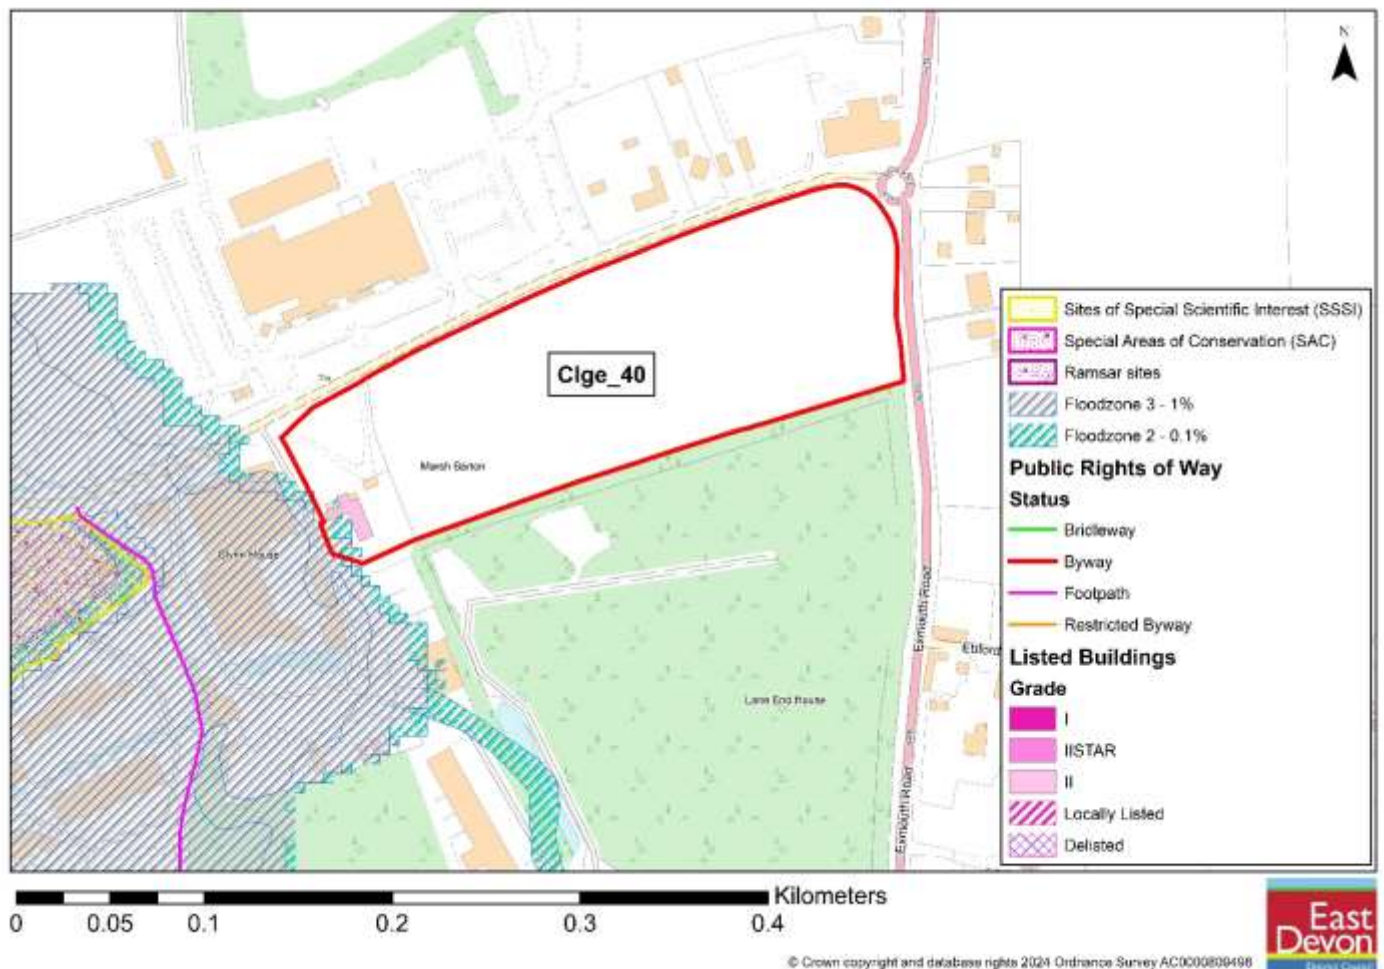 N
Clge_40
Marsh Barton
Glynn House
Lane End House
Exmouth Road
Exmouth Road
Sites of Special Scientific Interest (SSSI)
Special Areas of Conservation (SAC)
Ramsar sites
Floodzone 3 - 1%
Floodzone 2 - 0.1%
Public Rights of Way
Status
Bridleway
Byway
Footpath
Restricted Byway
Listed Buildings
Grade
I
IISTAR
II
Locally Listed
Delisted
Kilometers
0 0.05 0.1 0.2 0.3 0.4
East
Devon
© Crown copyright and database rights 2024 Ordnance Survey AC0000809498